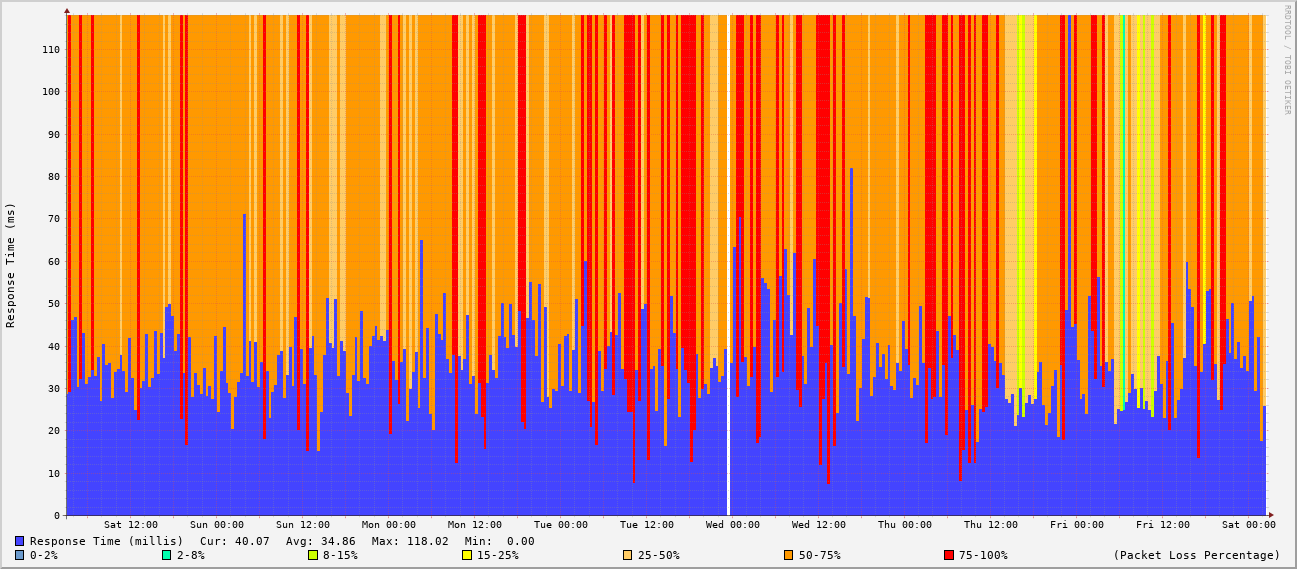 RRDTOOL / TOBI OETIKER
Response Time (ms)
110
100
90
80
70
60
50
40
30
20
10
0
Sat 12:00 Sun 00:00 Sun 12:00 Mon 00:00 Mon 12:00 Tue 00:00 Tue 12:00 Wed 00:00 Wed 12:00 Thu 00:00 Thu 12:00 Fri 00:00 Fri 12:00 Sat 00:00
Response Time (millis) Cur: 40.07 Avg: 34.86 Max: 118.02 Min: 0.00
0-2% 2-8% 8-15% 15-25% 25-50% 50-75% 75-100% (Packet Loss Percentage)